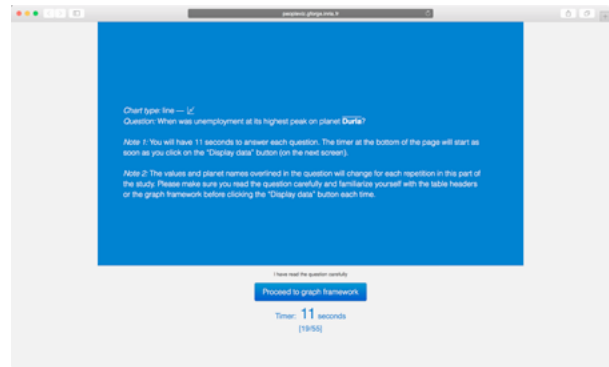 peopleviz.gforge.inria.fr
Chart type: line —
Question: When was unemployment at its highest peak on planet Durle?
Note 1: You will have 11 seconds to answer each question. The timer at the bottom of the page will start as
soon as you click on the "Display data" button (on the next screen).
Note 2: The values and planet names overlined in the question will change for each repetition in this part of
the study. Please make sure you read the question carefully and familiarize yourself with the table headers
or the graph framework before clicking the "Display data" button each time.
I have read the question carefully
Proceed to graph framework
Timer: 11 seconds
[19/55]